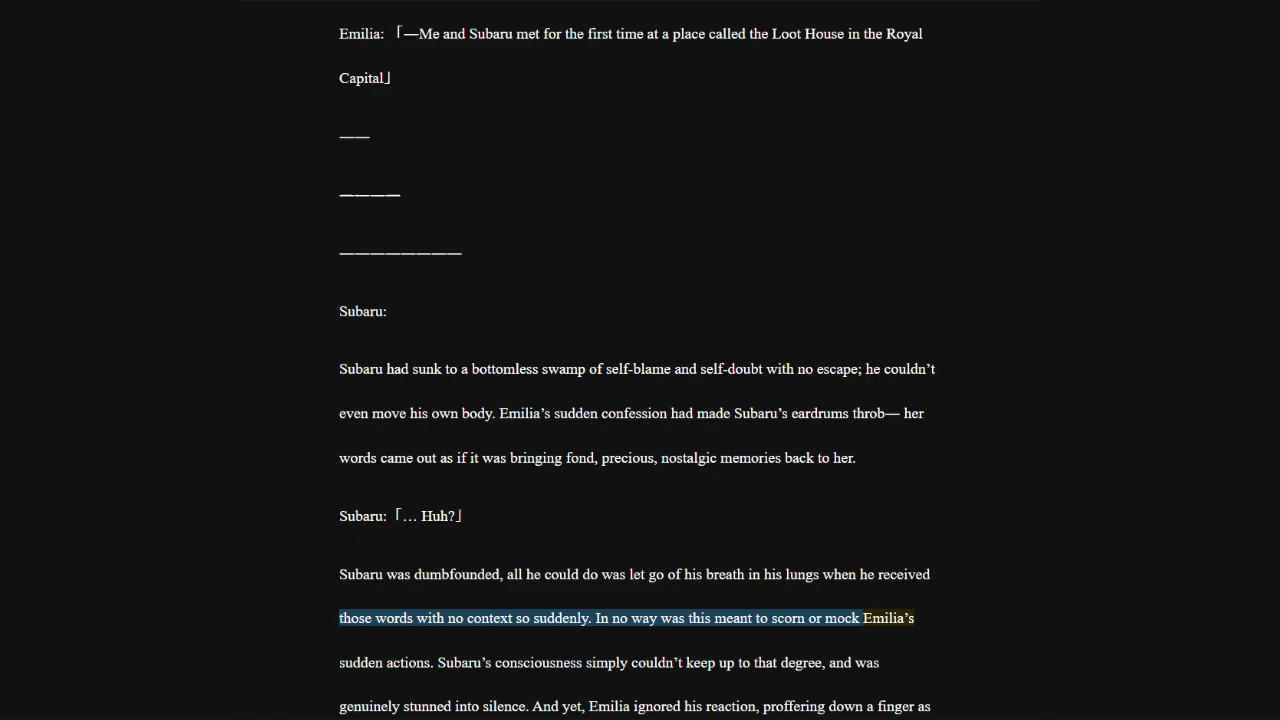 Emilia: 「—Me and Subaru met for the first time at a place called the Loot House in the Royal
Capital」
——
————
————————
Subaru:
Subaru had sunk to a bottomless swamp of self-blame and self-doubt with no escape; he couldn’t
even move his own body. Emilia’s sudden confession had made Subaru’s eardrums throb— her
words came out as if it was bringing fond, precious, nostalgic memories back to her.
Subaru:「… Huh?」
Subaru was dumbfounded, all he could do was let go of his breath in his lungs when he received
those words with no context so suddenly. In no way was this meant to scorn or mock Emilia’s
sudden actions. Subaru’s consciousness simply couldn’t keep up to that degree, and was
genuinely stunned into silence. And yet, Emilia ignored his reaction, proffering down a finger as